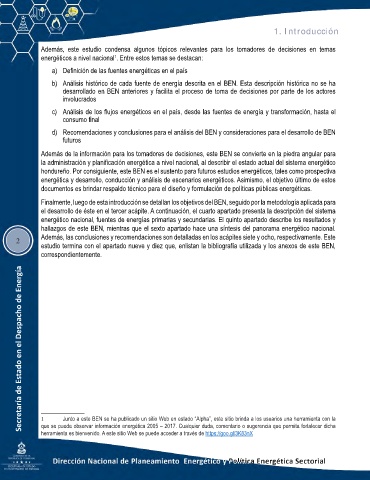 1. Introducción
Además, este estudio condensa algunos tópicos relevantes para los tomadores de decisiones en temas
energéticos a nivel nacional¹. Entre estos temas se destacan:
a) Definición de las fuentes energéticas en el país
b) Análisis histórico de cada fuente de energía descrita en el BEN. Esta descripción histórica no se ha
desarrollado en BEN anteriores y facilita el proceso de toma de decisiones por parte de los actores
involucrados
c) Análisis de los flujos energéticos en el país, desde las fuentes de energía y transformación, hasta el
consumo final
d) Recomendaciones y conclusiones para el análisis del BEN y consideraciones para el desarrollo de BEN
futuros
Además de la información para los tomadores de decisiones, este BEN se convierte en la piedra angular para
la administración y planificación energética a nivel nacional, al describir el estado actual del sistema energético
hondureño. Por consiguiente, este BEN es el sustento para futuros estudios energéticos, tales como prospectiva
energética y desarrollo, conducción y análisis de escenarios energéticos. Asimismo, el objetivo último de estos
documentos es brindar respaldo técnico para el diseño y formulación de políticas públicas energéticas.
Finalmente, luego de esta introducción se detallan los objetivos del BEN, seguido por la metodología aplicada para
el desarrollo de éste en el tercer acápite. A continuación, el cuarto apartado presenta la descripción del sistema
energético nacional, fuentes de energías primarias y secundarias. El quinto apartado describe los resultados y
hallazgos de este BEN, mientras que el sexto apartado hace una síntesis del panorama energético nacional.
Además, las conclusiones y recomendaciones son detalladas en los acápites siete y ocho, respectivamente. Este
estudio termina con el apartado nueve y diez que, enlistan la bibliografía utilizada y los anexos de este BEN,
correspondientemente.
2
Secretaría de Estado en el Despacho de Energía
1 Junto a este BEN se ha publicado un sitio Web en estado "Alpha", este sitio brinda a los usuarios una herramienta con la
que se puede observar información energética 2005 – 2017. Cualquier duda, comentario o sugerencia que permita fortalecer dicha
herramienta es bienvenido. A este sitio Web se puede acceder a través de
Dirección Nacional de Planeamiento Energético y Política Energética Sectorial